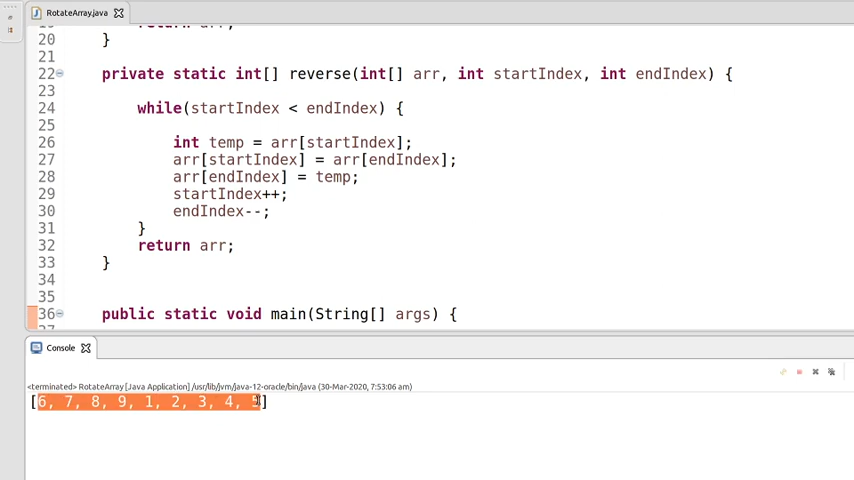 RotateArray.java
20 }
21
22 private static int[] reverse(int[] arr, int startIndex, int endIndex) {
23
24 while(startIndex < endIndex) {
25
26 int temp = arr[startIndex];
27 arr[startIndex] = arr[endIndex];
28 arr[endIndex] = temp;
29 startIndex++;
30 endIndex--;
31 }
32 return arr;
33 }
34
35
36 public static void main(String[] args) {
Console
<terminated> RotateArray [Java Application] /usr/lib/jvm/java-12-oracle/bin/java (30-Mar-2020, 7:53:06 am)
[6, 7, 8, 9, 1, 2, 3, 4, 5]